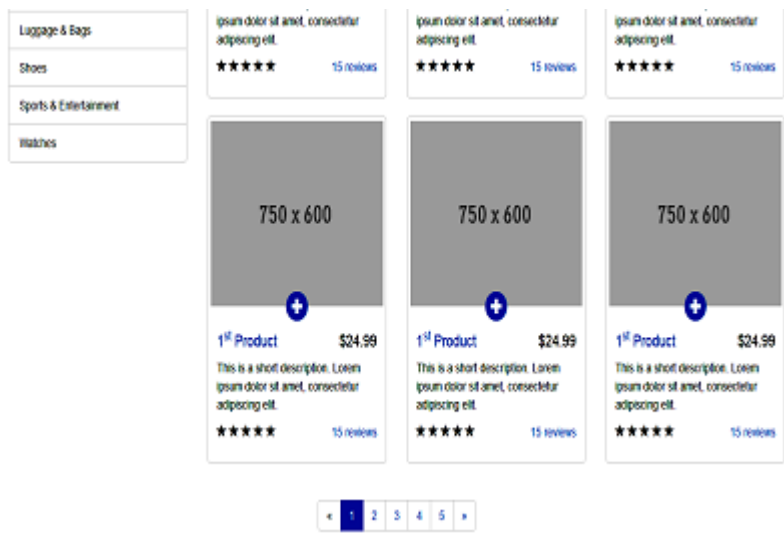 Luggage & Bags
Shoes
Sports & Entertainment
Watches
ipsum dolor sit amet, consectetur
adipiscing elit.
★★★★★ 15 reviews
ipsum dolor sit amet, consectetur
adipiscing elit.
★★★★★ 15 reviews
ipsum dolor sit amet, consectetur
adipiscing elit.
★★★★★ 15 reviews
750 x 600
1st Product $24.99
This is a short description. Lorem
ipsum dolor sit amet, consectetur
adipiscing elit.
★★★★★ 15 reviews
750 x 600
1st Product $24.99
This is a short description. Lorem
ipsum dolor sit amet, consectetur
adipiscing elit.
★★★★★ 15 reviews
750 x 600
1st Product $24.99
This is a short description. Lorem
ipsum dolor sit amet, consectetur
adipiscing elit.
★★★★★ 15 reviews
« 1 2 3 4 5 »